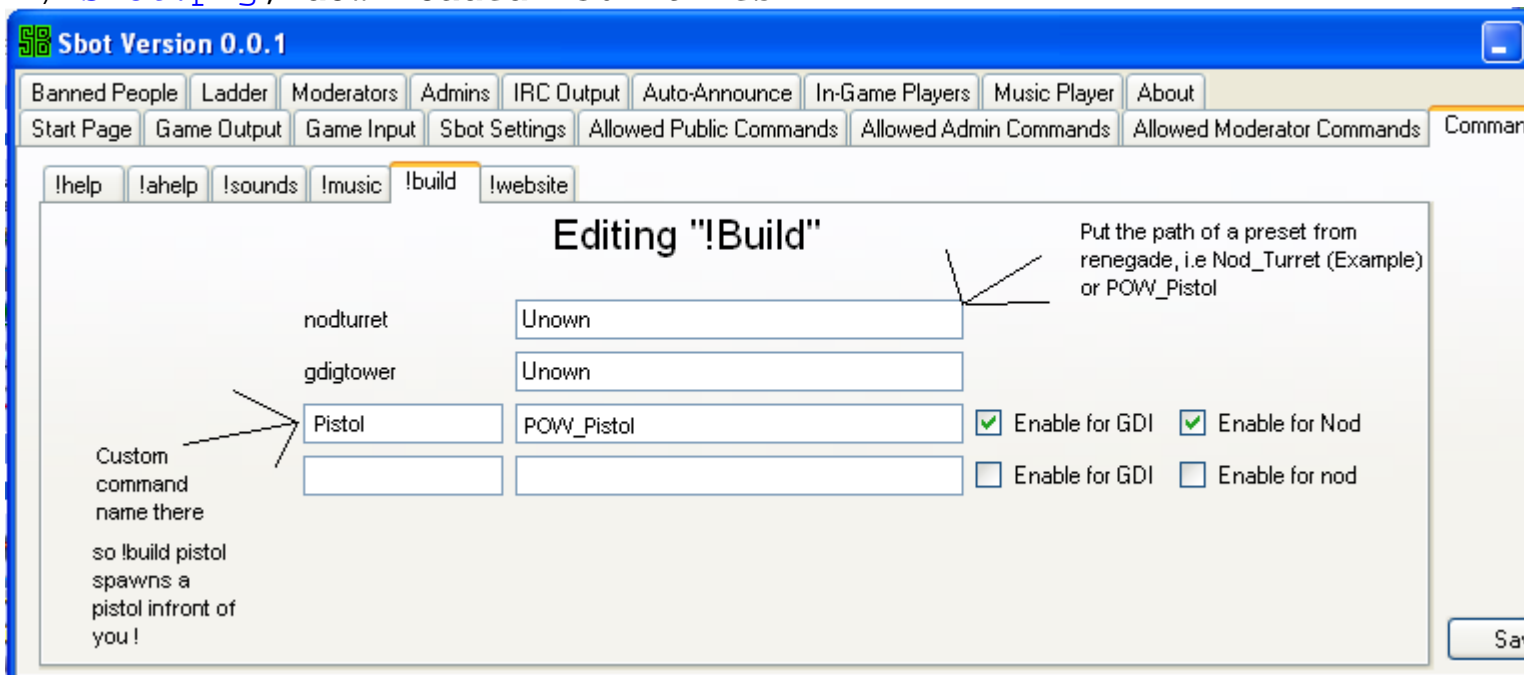 SB Sbot Version 0.0.1
Banned People Ladder Moderators Admins IRC Output Auto-Announce In-Game Players Music Player About
Start Page Game Output Game Input Sbot Settings Allowed Public Commands Allowed Admin Commands Allowed Moderator Commands Comman
!help !ahelp !sounds !music !build !website
Editing "!Build"
Put the path of a preset from
renegade, i.e Nod_Turret (Example)
or POW_Pistol
nodturret Unown
gdigtower Unown
Pistol POW_Pistol Enable for GDI Enable for Nod
Enable for GDI Enable for nod
Custom
command
name there
so !build pistol
spawns a
pistol infront of
you !
Sav